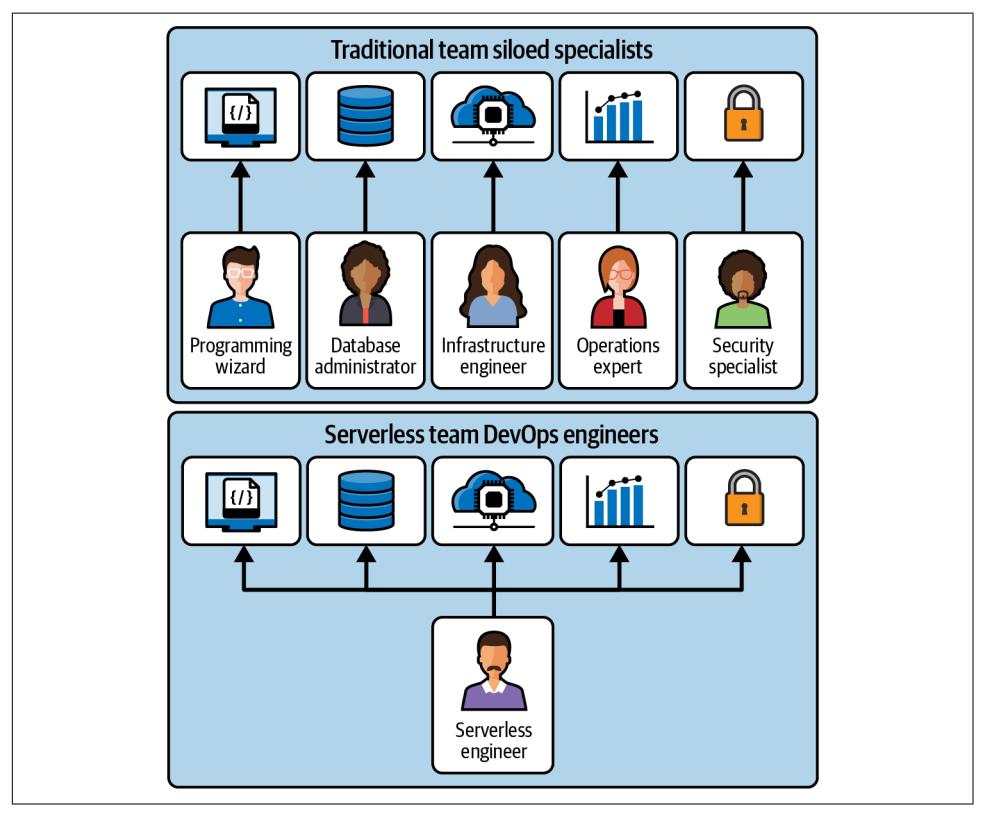 Traditional team siloed specialists
{/}
Programming
wizard
Database
administrator
Infrastructure
engineer
Operations
expert
Security
specialist
Serverless team DevOps engineers
{/}
Serverless
engineer